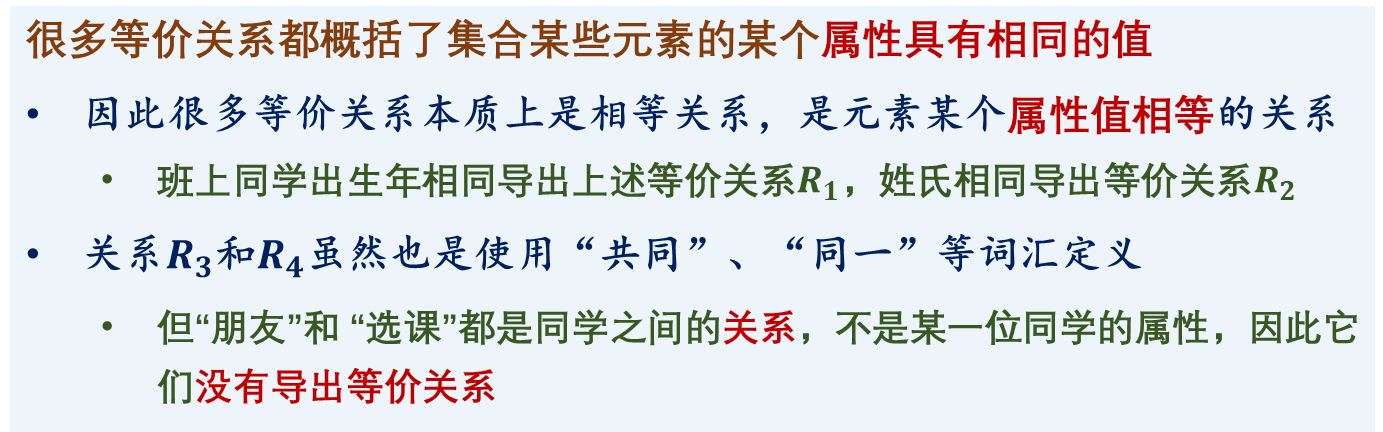 很多等价关系都概括了集合某些元素的某个属性具有相同的值
• 因此很多等价关系本质上是相等关系，是元素某个属性值相等的关系
• 班上同学出生年相同导出上述等价关系R₁，姓氏相同导出等价关系R₂
• 关系R₃和R₄虽然也是使用“共同”、“同一”等词汇定义
• 但“朋友”和 “选课”都是同学之间的关系，不是某一位同学的属性，因此它
们没有导出等价关系